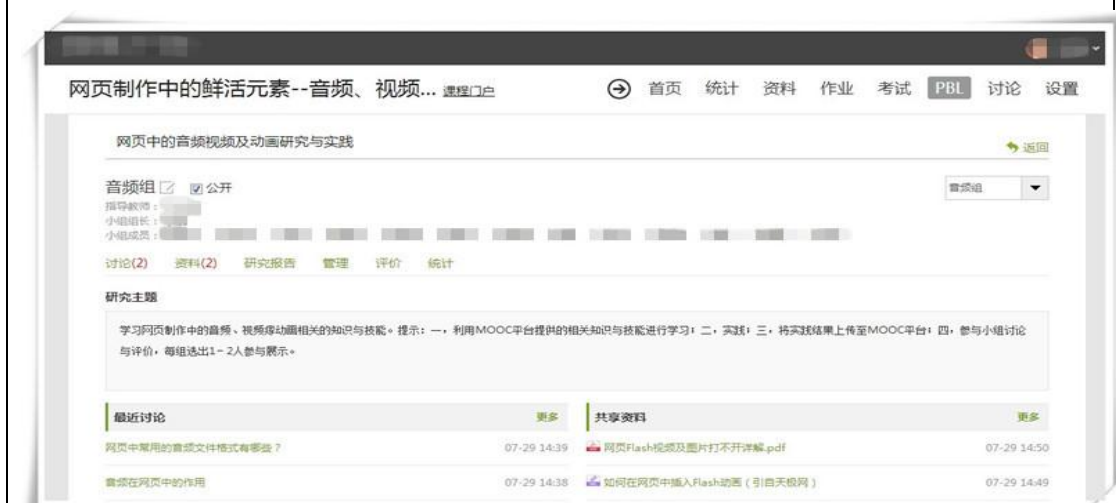 网页制作中的鲜活元素--音频、视频... 课程门户 首页 统计 资料 作业 考试 PBL 讨论 设置
网页中的音频视频及动画研究与实践 返回
音频组 公开 音频组
指导教师：
小组组长：
小组成员：
讨论(2) 资料(2) 研究报告 管理 评价 统计
研究主题
学习网页制作中的音频、视频及动画相关的知识与技能。提示：一，利用MOOC平台提供的相关知识与技能进行学习；二，实践；三，将实践结果上传至MOOC平台；四，参与小组讨论
与评价，每组选出1-2人参与展示。
最近讨论 更多 共享资料 更多
网页中常用的音频文件格式有哪些？ 07-29 14:39 网页Flash视频及图片打不开详解.pdf 07-29 14:50
音频在网页中的作用 07-29 14:38 如何在网页中插入Flash动画（引自天极网） 07-29 14:49